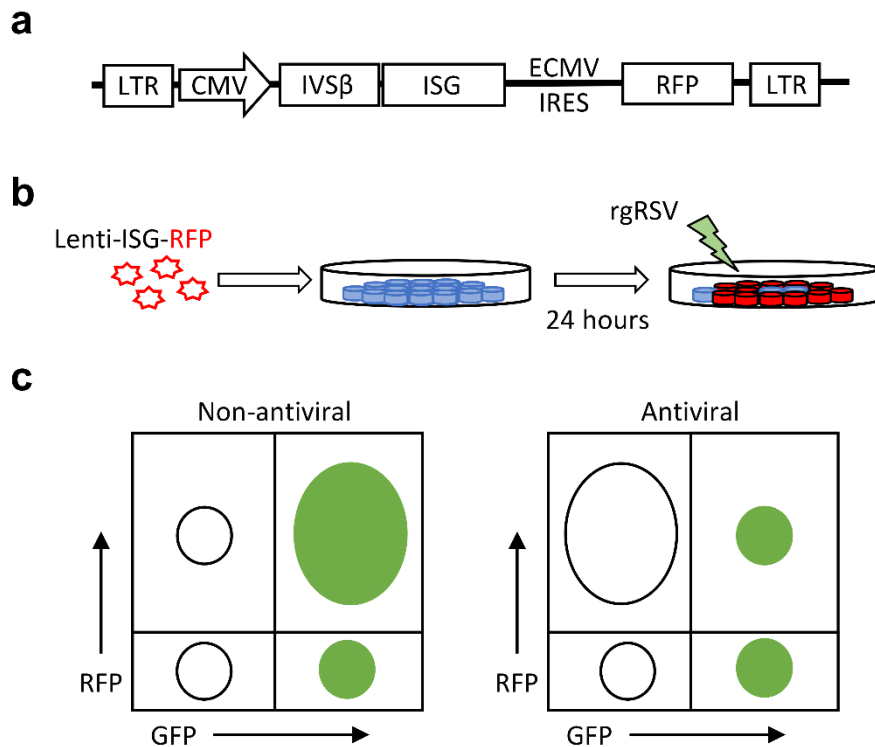 a
LTR CMV IVSβ ISG ECMV IRES RFP LTR
b
Lenti-ISG-RFP
rgRSV
24 hours
c
Non-antiviral
Antiviral
RFP
GFP
RFP
GFP